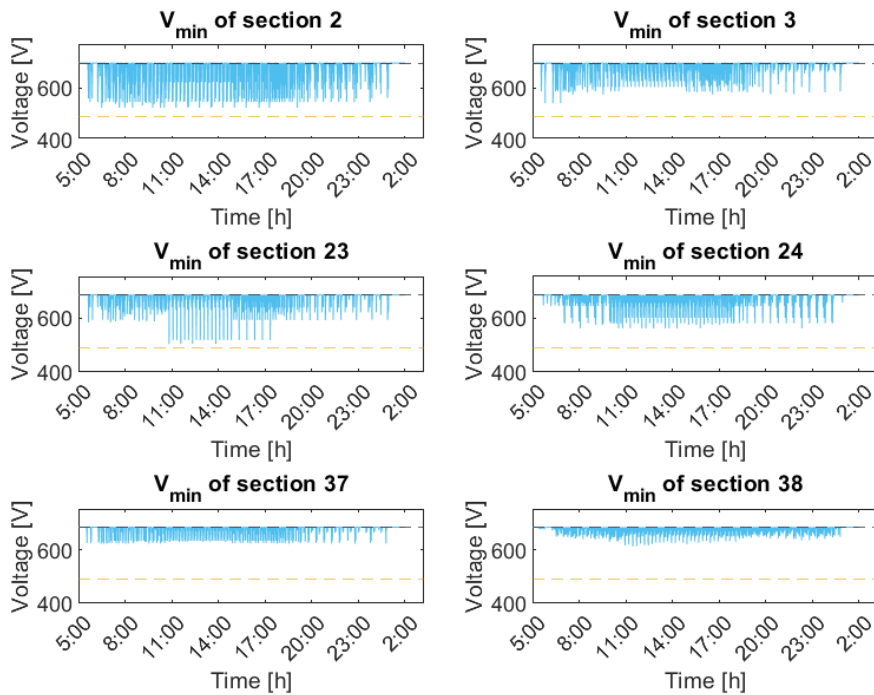 V_min of section 2
Voltage [V]
600
400
5:00 8:00 11:00 14:00 17:00 20:00 23:00 2:00
Time [h]
V_min of section 3
Voltage [V]
600
400
5:00 8:00 11:00 14:00 17:00 20:00 23:00 2:00
Time [h]
V_min of section 23
Voltage [V]
600
400
5:00 8:00 11:00 14:00 17:00 20:00 23:00 2:00
Time [h]
V_min of section 24
Voltage [V]
600
400
5:00 8:00 11:00 14:00 17:00 20:00 23:00 2:00
Time [h]
V_min of section 37
Voltage [V]
600
400
5:00 8:00 11:00 14:00 17:00 20:00 23:00 2:00
Time [h]
V_min of section 38
Voltage [V]
600
400
5:00 8:00 11:00 14:00 17:00 20:00 23:00 2:00
Time [h]